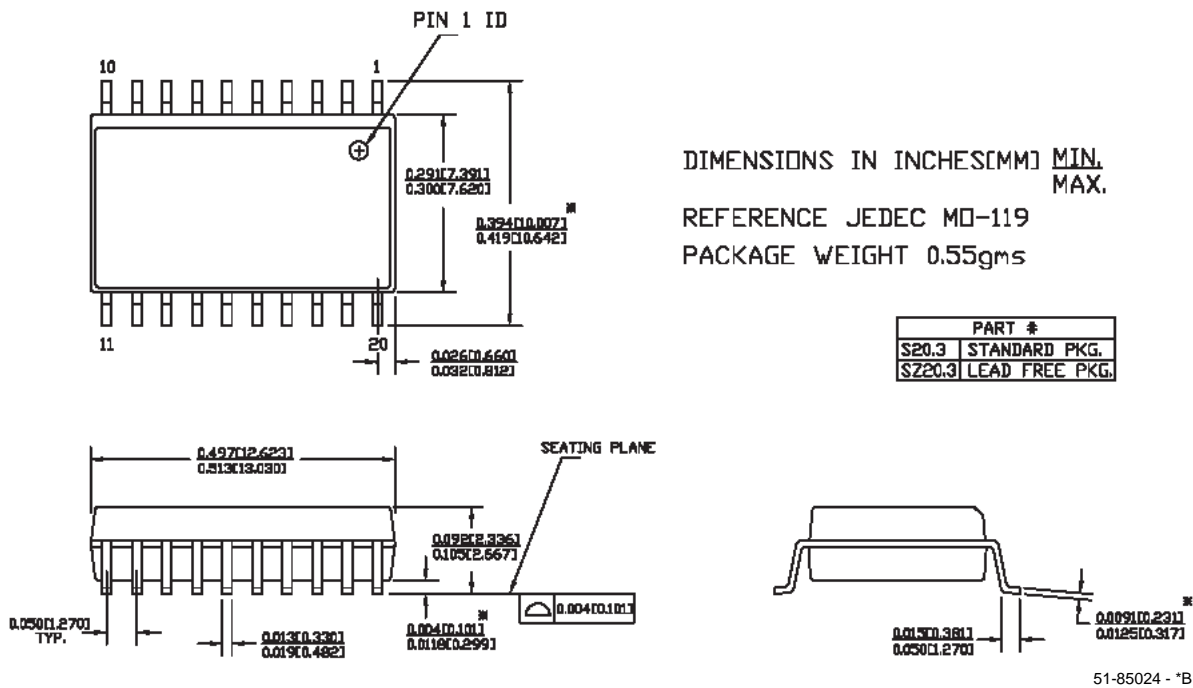 PIN 1 ID
10 1
0.291[7.391]
0.300[7.620]
*
0.394[10.007]
0.419[10.642]
11 20
0.026[0.660]
0.032[0.812]
DIMENSIONS IN INCHES[MM] MIN.
MAX.
REFERENCE JEDEC MO-119
PACKAGE WEIGHT 0.55gms
PART #
S20.3 STANDARD PKG.
SZ20.3 LEAD FREE PKG.
0.497[12.623]
0.513[13.030]
SEATING PLANE
0.092[2.336]
0.105[2.667]
0.050[1.270]
TYP.
0.013[0.330]
0.019[0.482]
*
0.004[0.101]
0.0118[0.299]
0.004[0.101]
0.015[0.381]
0.050[1.270]
*
0.0091[0.231]
0.0125[0.317]
51-85024 - *B